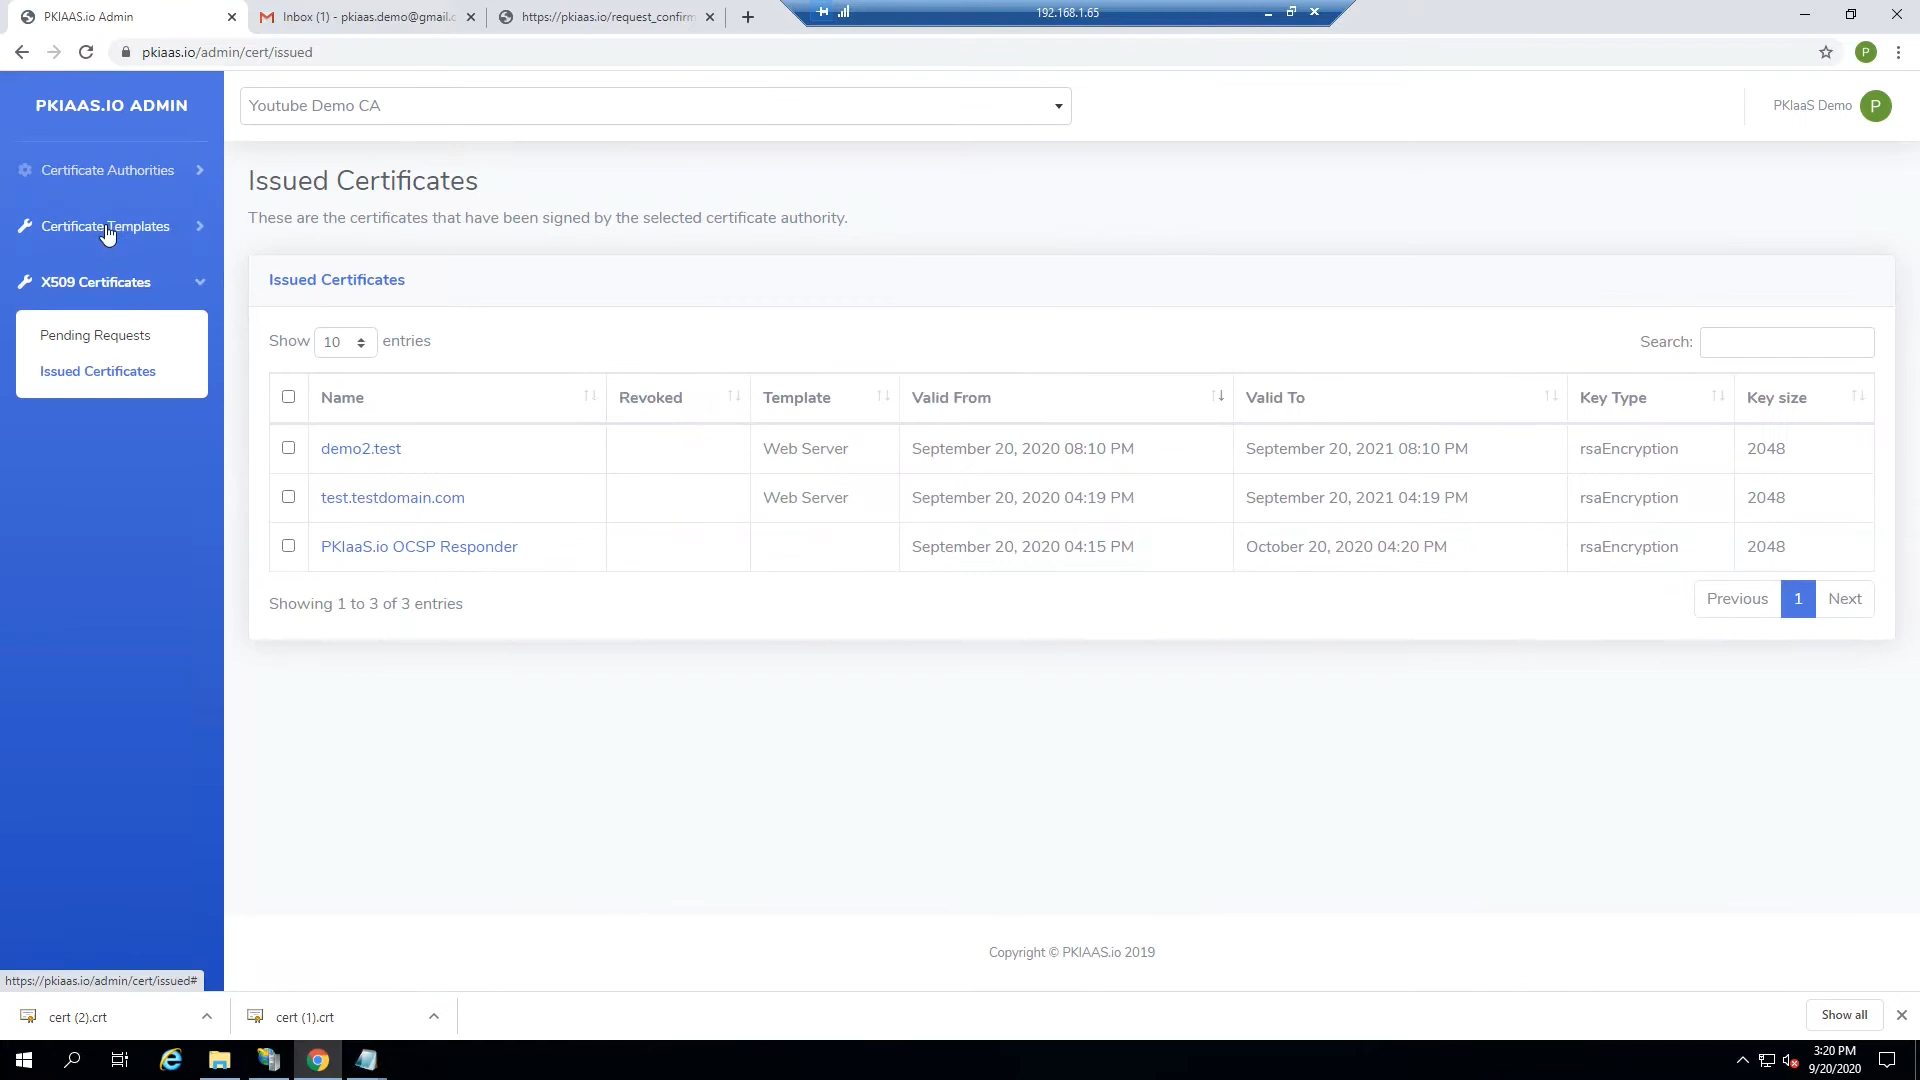 PKIAAS.io Admin
Inbox (1) - pkiaas.demo@gmail.c
https://pkiaas.io/request_confirm
192.168.1.65
pkiaas.io/admin/cert/issued
P
PKIAAS.IO ADMIN
Youtube Demo CA
PKIaaS Demo
P
Certificate Authorities
Certificate Templates
X509 Certificates
Pending Requests
Issued Certificates
Issued Certificates
These are the certificates that have been signed by the selected certificate authority.
Issued Certificates
Show 10 entries
Search:
Name Revoked Template Valid From Valid To Key Type Key size
demo2.test Web Server September 20, 2020 08:10 PM September 20, 2021 08:10 PM rsaEncryption 2048
test.testdomain.com Web Server September 20, 2020 04:19 PM September 20, 2021 04:19 PM rsaEncryption 2048
PKIaaS.io OCSP Responder September 20, 2020 04:15 PM October 20, 2020 04:20 PM rsaEncryption 2048
Showing 1 to 3 of 3 entries
Previous 1 Next
Copyright © PKIAAS.io 2019
https://pkiaas.io/admin/cert/issued#
cert (2).crt
cert (1).crt
Show all
3:20 PM
9/20/2020